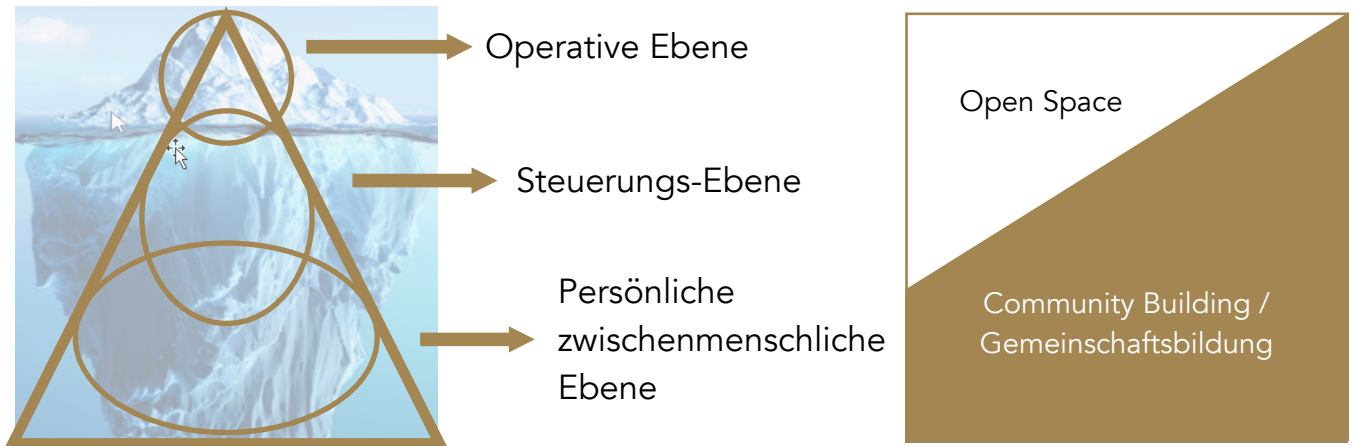 Operative Ebene
Open Space
Steuerungs-Ebene
Persönliche
zwischenmenschliche
Ebene
Community Building /
Gemeinschaftsbildung